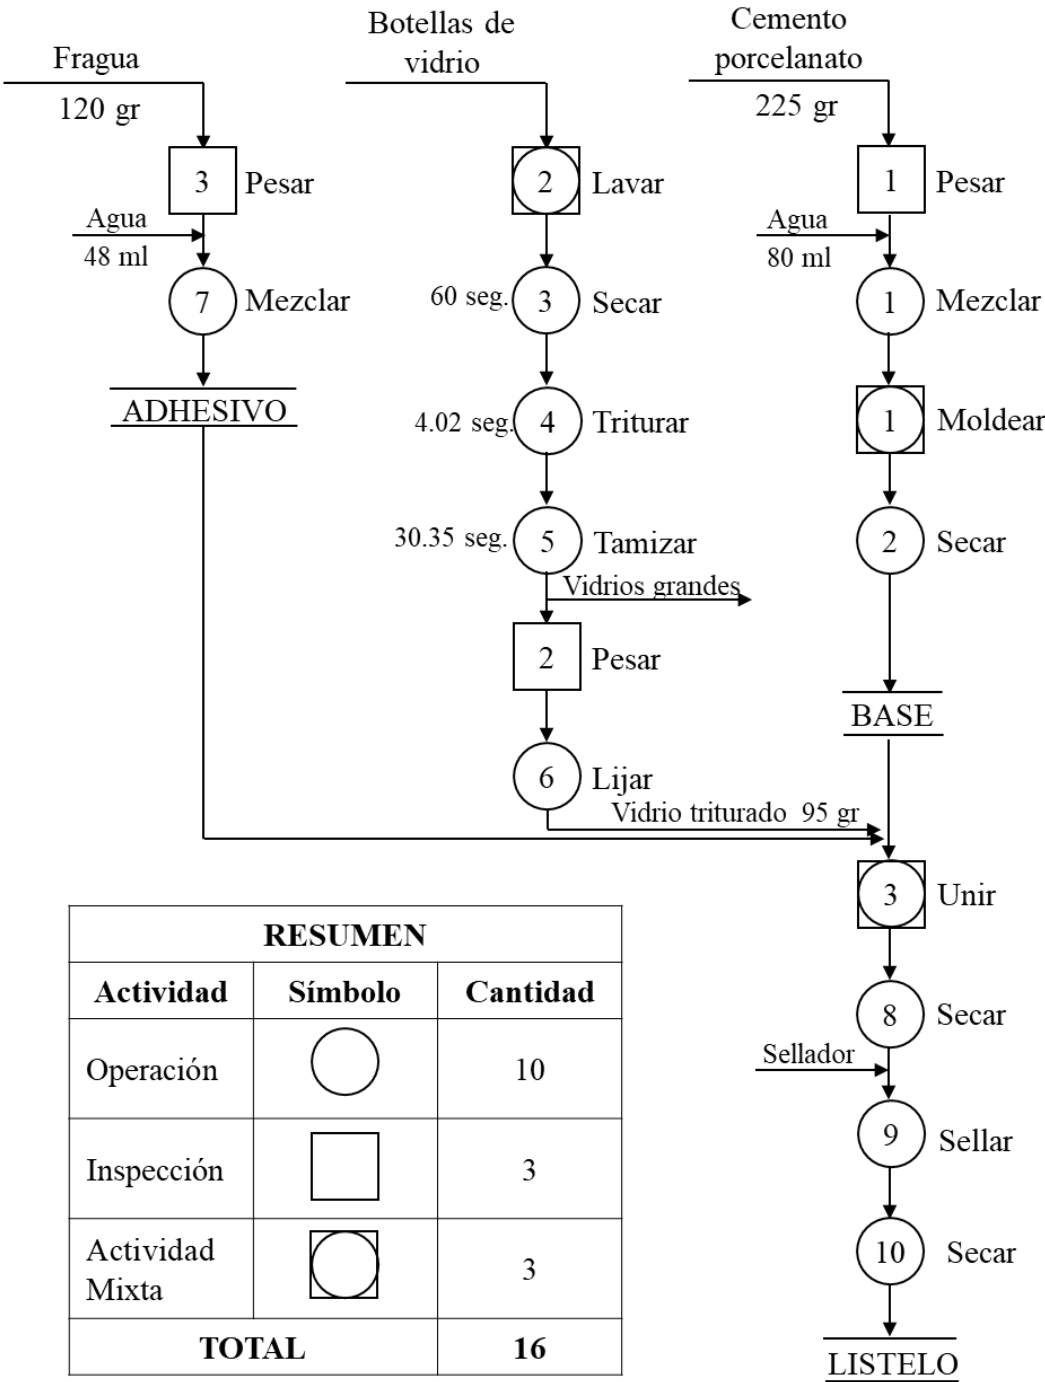 Fragua
120 gr
3 Pesar
Agua
48 ml
7 Mezclar
ADHESIVO
Botellas de
vidrio
2 Lavar
60 seg. 3 Secar
4.02 seg. 4 Triturar
30.35 seg. 5 Tamizar
Vidrios grandes
2 Pesar
6 Lijar
Vidrio triturado 95 gr
Cemento
porcelanato
225 gr
1 Pesar
Agua
80 ml
1 Mezclar
1 Moldear
2 Secar
BASE
3 Unir
8 Secar
Sellador
9 Sellar
10 Secar
LISTELO
RESUMEN
Actividad Símbolo Cantidad
Operación 10
Inspección 3
Actividad
Mixta 3
TOTAL 16